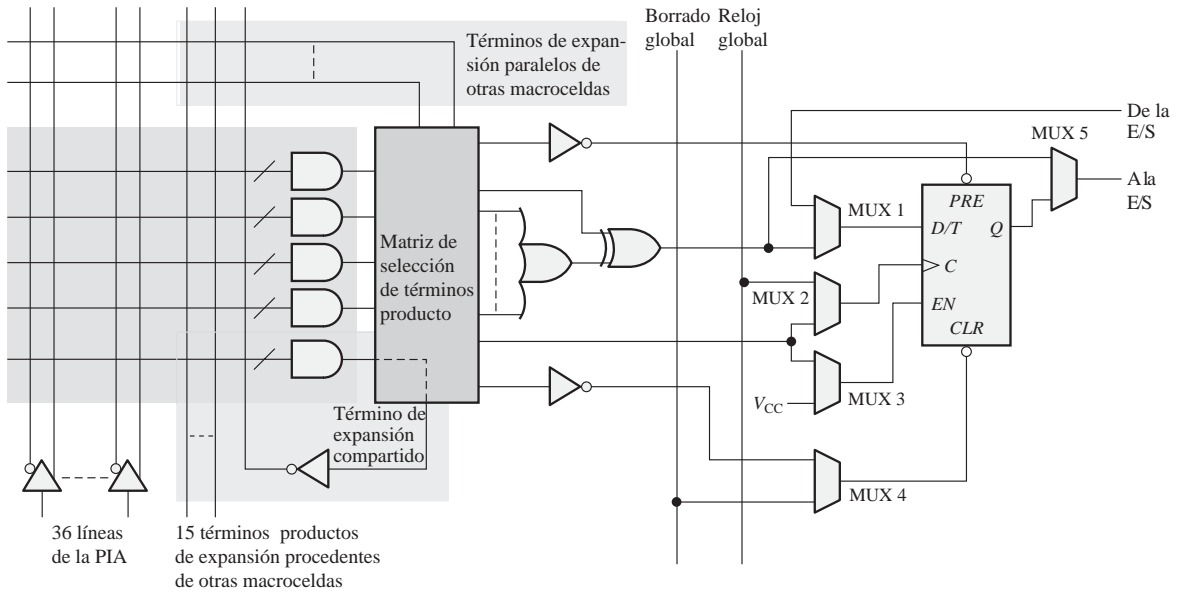 Borrado
global
Reloj
global
Términos de expan-
sión paralelos de
otras macroceldas
De la
E/S
MUX 5
A la
E/S
MUX 1
PRE
D/T
Q
C
EN
CLR
Matriz de
selección
de términos
producto
MUX 2
VCC
MUX 3
MUX 4
Término de
expansión
compartido
36 líneas
de la PIA
15 términos productos
de expansión procedentes
de otras macroceldas